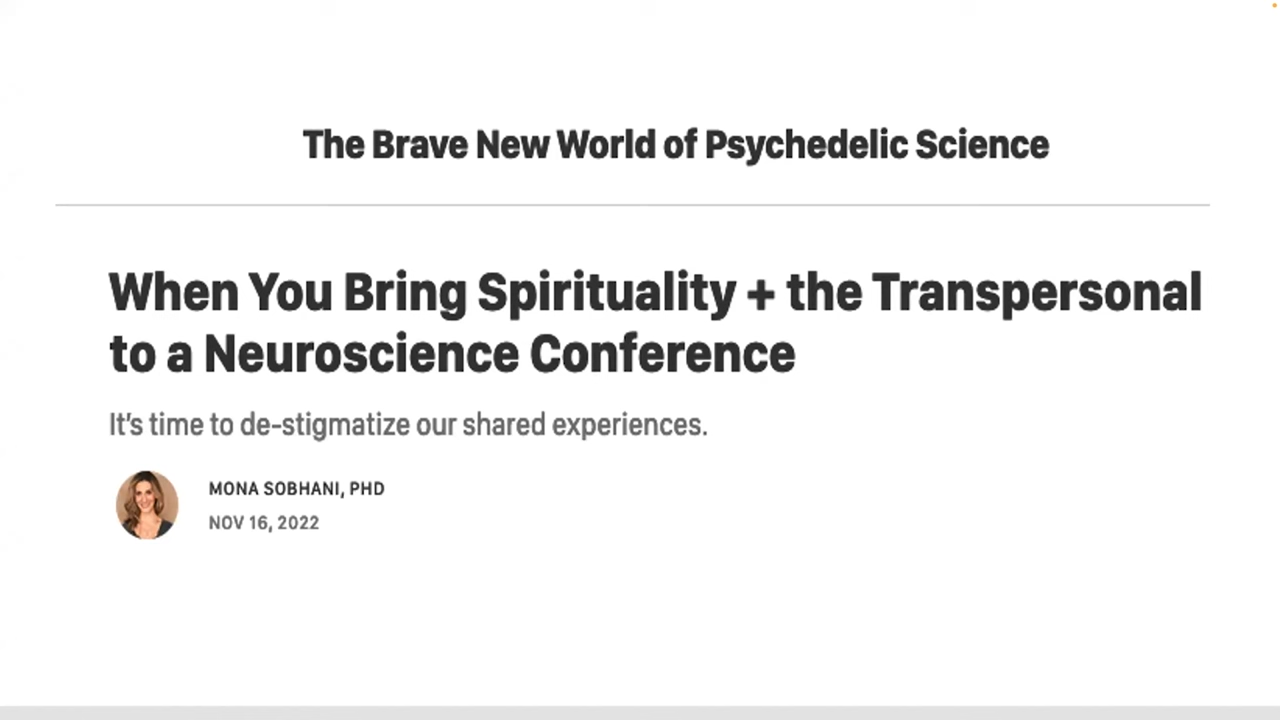 The Brave New World of Psychedelic Science
When You Bring Spirituality + the Transpersonal
to a Neuroscience Conference
It's time to de-stigmatize our shared experiences.
MONA SOBHANI, PHD
NOV 16, 2022